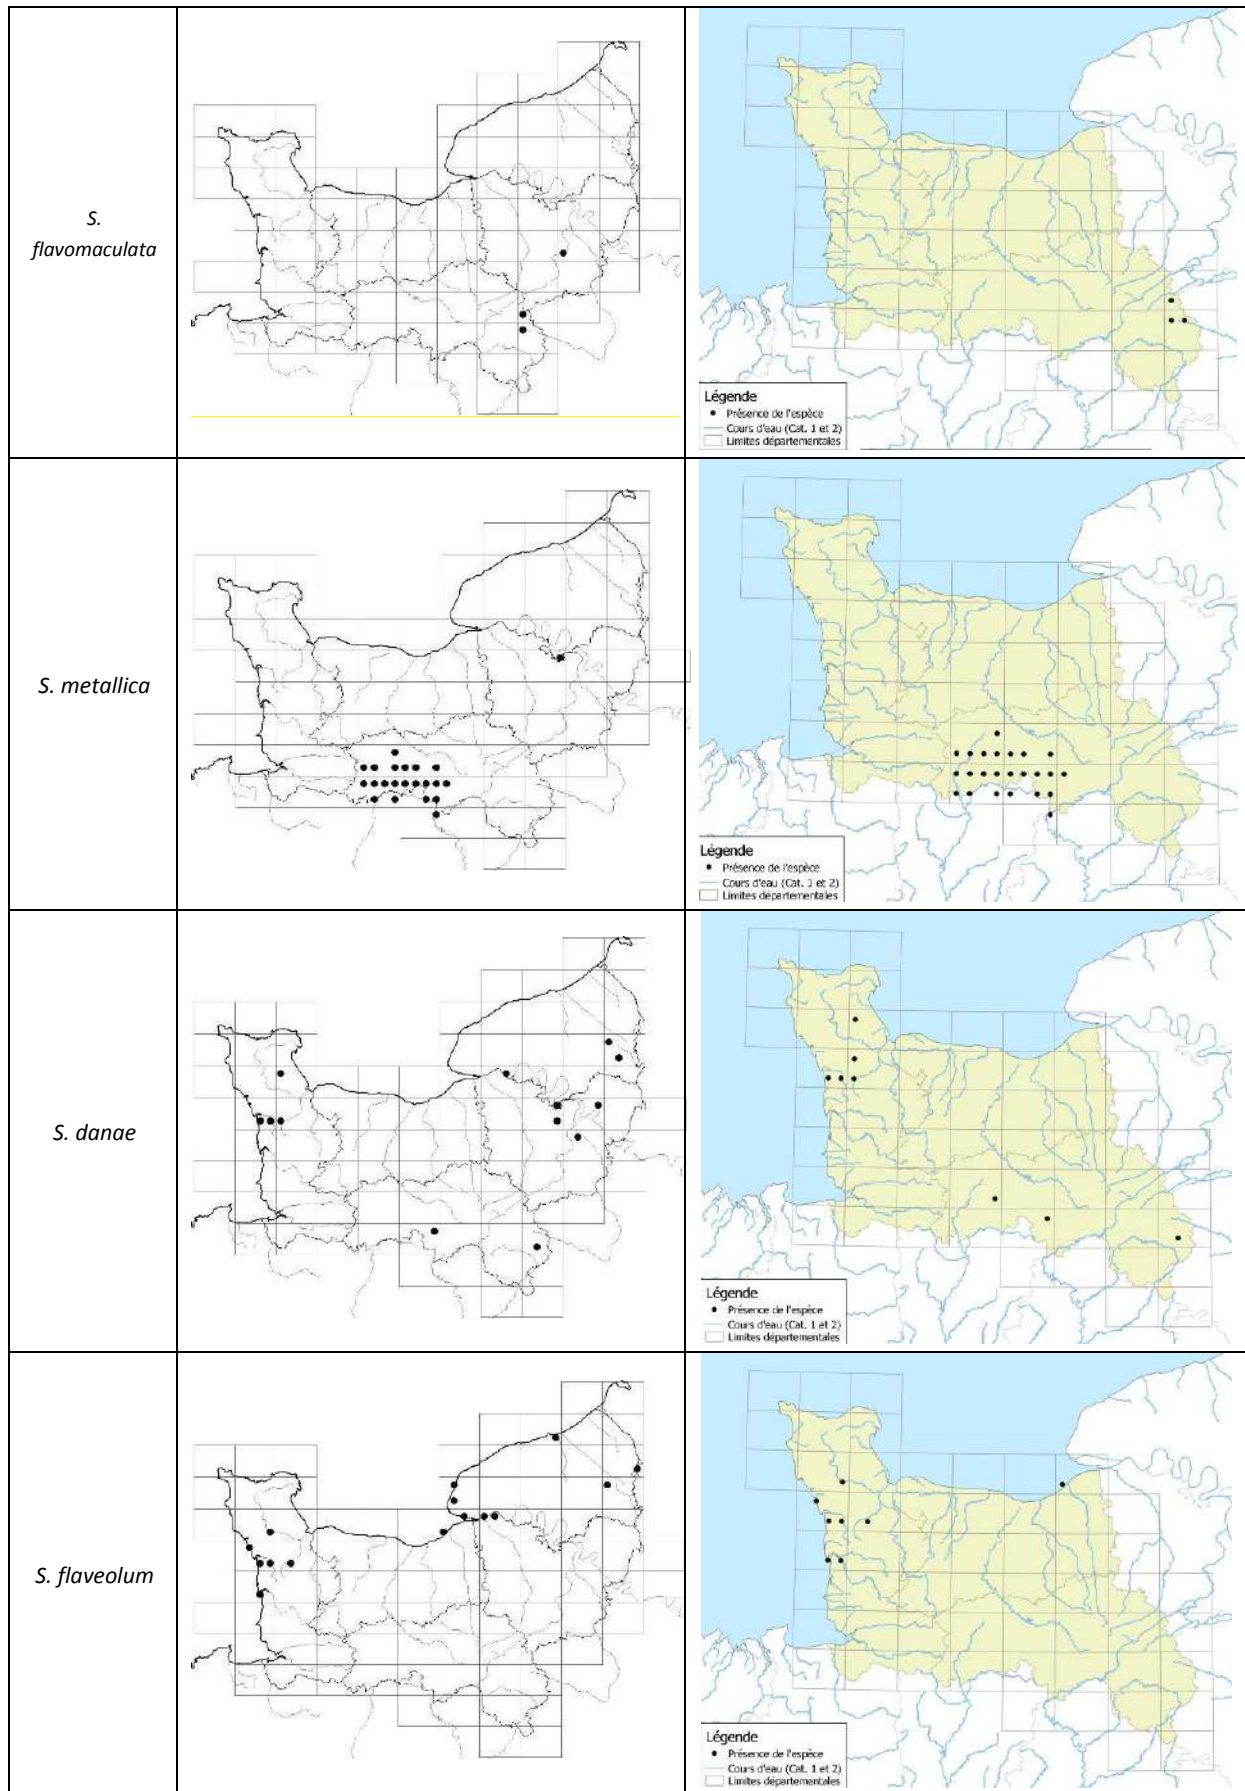 S.
flavomaculata
Légende
Présence de l'espèce
Cours d'eau (Cat. 1 et 2)
Limites départementales
S. metallica
Légende
Présence de l'espèce
Cours d'eau (Cat. 1 et 2)
Limites départementales
S. danae
Légende
Présence de l'espèce
Cours d'eau (Cat. 1 et 2)
Limites départementales
S. flaveolum
Légende
Présence de l'espèce
Cours d'eau (Cat. 1 et 2)
Limites départementales